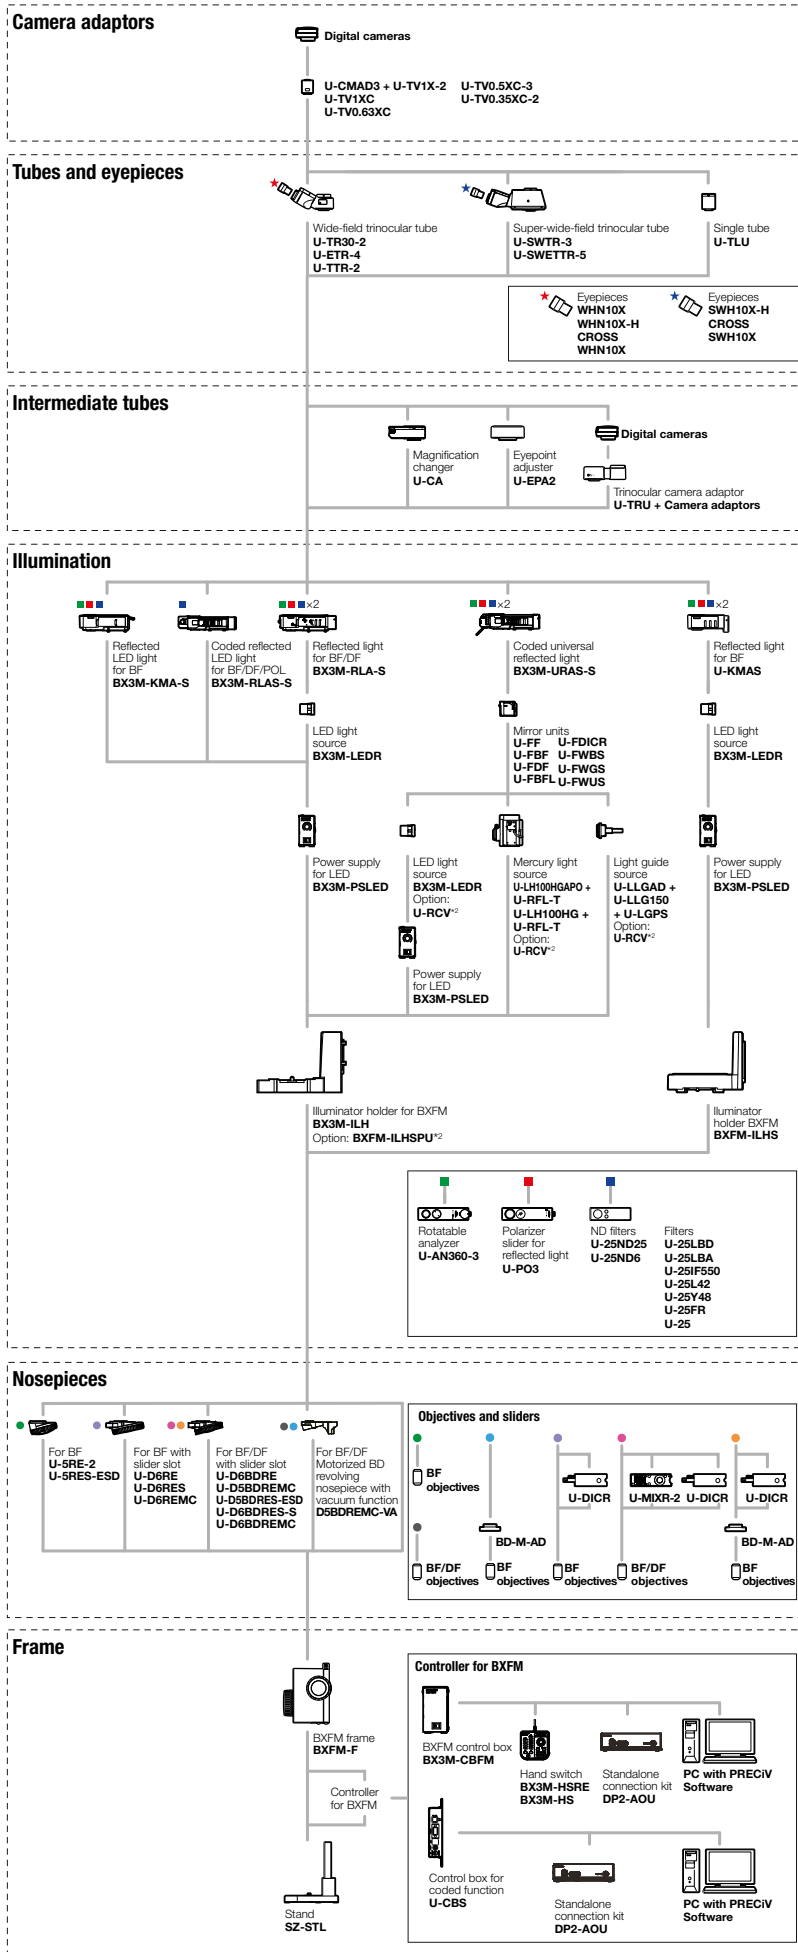 Camera adaptors
Digital cameras
U-CMAD3 + U-TV1X-2
U-TV1XC
U-TV0.63XC
U-TV0.5XC-3
U-TV0.35XC-2
Tubes and eyepieces
Wide-field trinocular tube
U-TR30-2
U-ETR-4
U-TTR-2
Super-wide-field trinocular tube
U-SWTR-3
U-SWETTR-5
Single tube
U-TLU
Eyepieces
WHN10X
WHN10X-H
CROSS
WHN10X
Eyepieces
SWH10X-H
CROSS
SWH10X
Intermediate tubes
Magnification
changer
U-CA
Eyepoint
adjuster
U-EPA2
Digital cameras
Trinocular camera adaptor
U-TRU + Camera adaptors
Illumination
Reflected
LED light
for BF
BX3M-KMA-S
Coded reflected
LED light
for BF/DF/POL
BX3M-RLAS-S
×2
Reflected light
for BF/DF
BX3M-RLA-S
×2
Coded universal
reflected light
BX3M-URAS-S
×2
Reflected light
for BF
U-KMAS
LED light
source
BX3M-LEDR
Mirror units
U-FF
U-FBF
U-FDF
U-FBFL
U-FDICR
U-FWBS
U-FWGS
U-FWUS
LED light
source
BX3M-LEDR
Power supply
for LED
BX3M-PSLED
LED light
source
BX3M-LEDR
Option:
U-RCV*2
Power supply
for LED
BX3M-PSLED
Mercury light
source
U-LH100HGAPO +
U-RFL-T
U-LH100HG +
U-RFL-T
Option:
U-RCV*2
Light guide
source
U-LLGAD +
U-LLG150
+ U-LGPS
Option:
U-RCV*2
Power supply
for LED
BX3M-PSLED
Illuminator holder for BXFM
BX3M-ILH
Option: BXFM-ILHSPU*2
Iluminator
holder BXFM
BXFM-ILHS
Rotatable
analyzer
U-AN360-3
Polarizer
slider for
reflected light
U-PO3
ND filters
U-25ND25
U-25ND6
Filters
U-25LBD
U-25LBA
U-25IF550
U-25L42
U-25Y48
U-25FR
U-25
Nosepieces
For BF
U-5RE-2
U-5RES-ESD
For BF with
slider slot
U-D6RE
U-D6RES
U-D6REMC
For BF/DF
with slider slot
U-D6BDRE
U-D5BDREMC
U-D5BDRES-ESD
U-D6BDRES-S
U-D6BDREMC
For BF/DF
Motorized BD
revolving
nosepiece with
vacuum function
D5BDREMC-VA
Objectives and sliders
BF
objectives
BF/DF
objectives
BD-M-AD
BF
objectives
U-DICR
BF
objectives
U-MIXR-2
U-DICR
BF/DF
objectives
U-DICR
BD-M-AD
BF
objectives
Frame
BXFM frame
BXFM-F
Controller
for BXFM
Stand
SZ-STL
Controller for BXFM
BXFM control box
BX3M-CBFM
Hand switch
BX3M-HSRE
BX3M-HS
Standalone
connection kit
DP2-AOU
PC with PRECiV
Software
Control box for
coded function
U-CBS
Standalone
connection kit
DP2-AOU
PC with PRECiV
Software